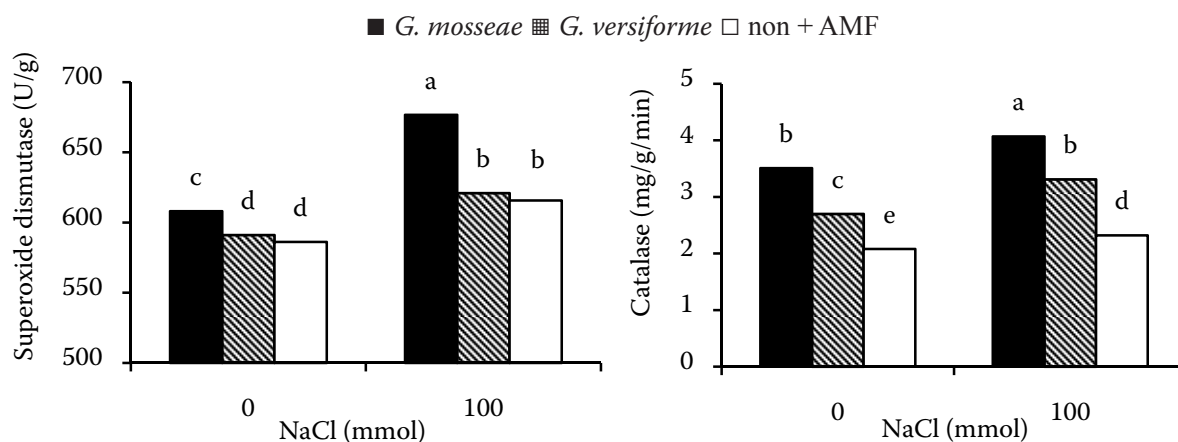 ■ G. mosseae ▨ G. versiforme □ non + AMF
Superoxide dismutase (U/g)
700
650
600
550
500
c
d
d
a
b
b
0
100
NaCl (mmol)
Catalase (mg/g/min)
5
4
3
2
1
0
b
c
e
a
b
d
0
100
NaCl (mmol)